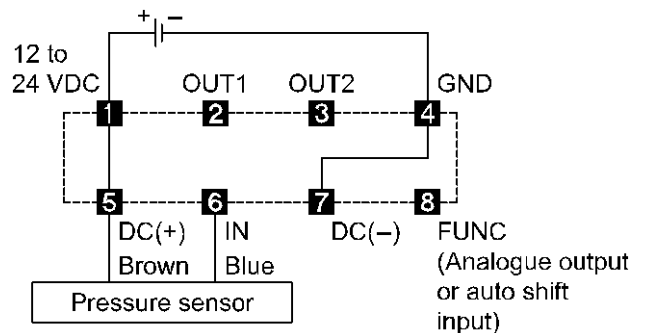 + −
12 to
24 VDC OUT1 OUT2 GND
1 2 3 4
5 6 7 8
DC(+) IN DC(−) FUNC
Brown Blue (Analogue output
or auto shift
Pressure sensor
input)